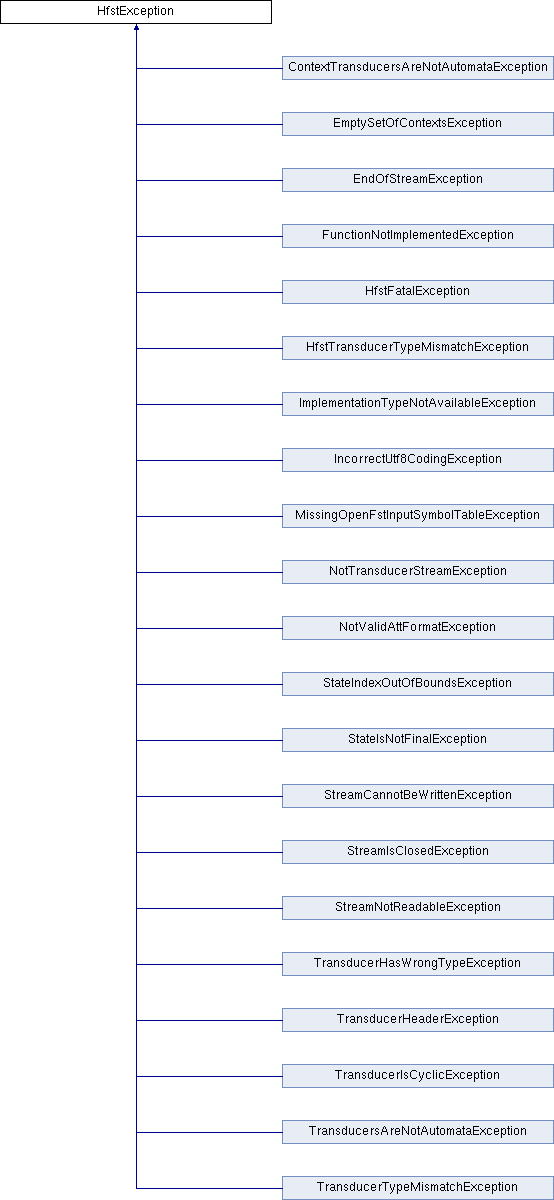 HfstException
ContextTransducersAreNotAutomataException
EmptySetOfContextsException
EndOfStreamException
FunctionNotImplementedException
HfstFatalException
HfstTransducerTypeMismatchException
ImplementationTypeNotAvailableException
IncorrectUtf8CodingException
MissingOpenFstInputSymbolTableException
NotTransducerStreamException
NotValidAttFormatException
StateIndexOutOfBoundsException
StateIsNotFinalException
StreamCannotBeWrittenException
StreamIsClosedException
StreamNotReadableException
TransducerHasWrongTypeException
TransducerHeaderException
TransducerIsCyclicException
TransducersAreNotAutomataException
TransducerTypeMismatchException